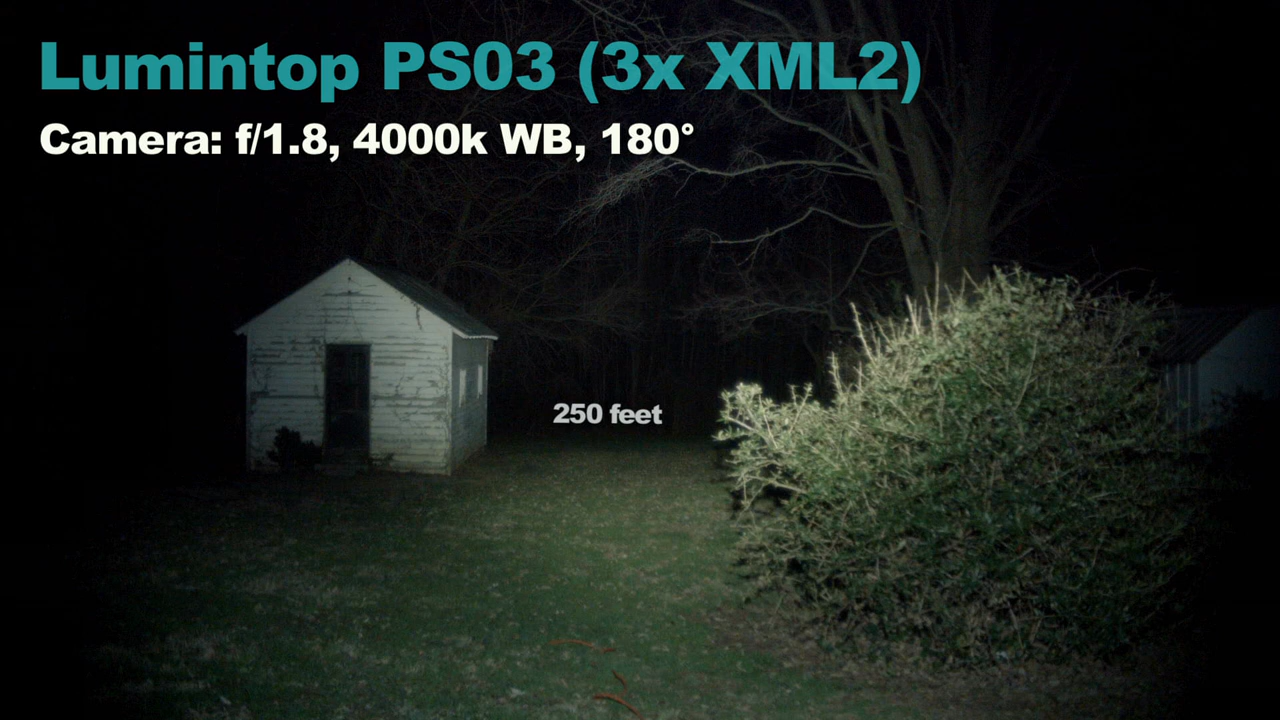 Lumintop PS03 (3x XML2)
Camera: f/1.8, 4000k WB, 180°
250 feet